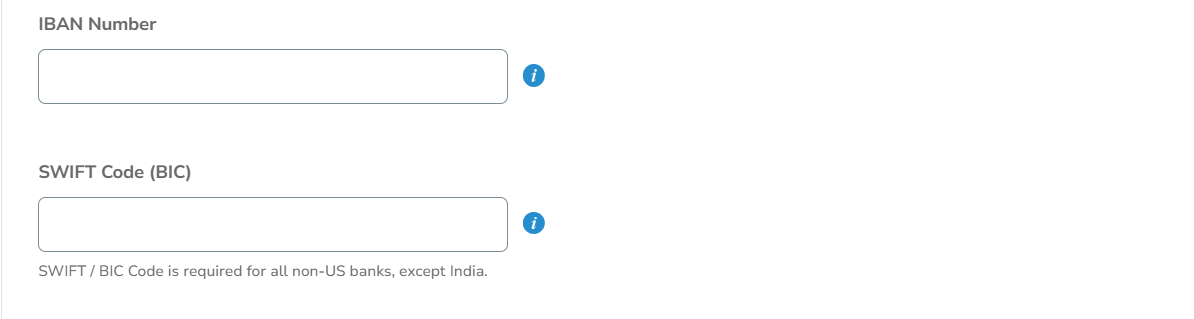 IBAN Number
i
SWIFT Code (BIC)
i
SWIFT / BIC Code is required for all non-US banks, except India.